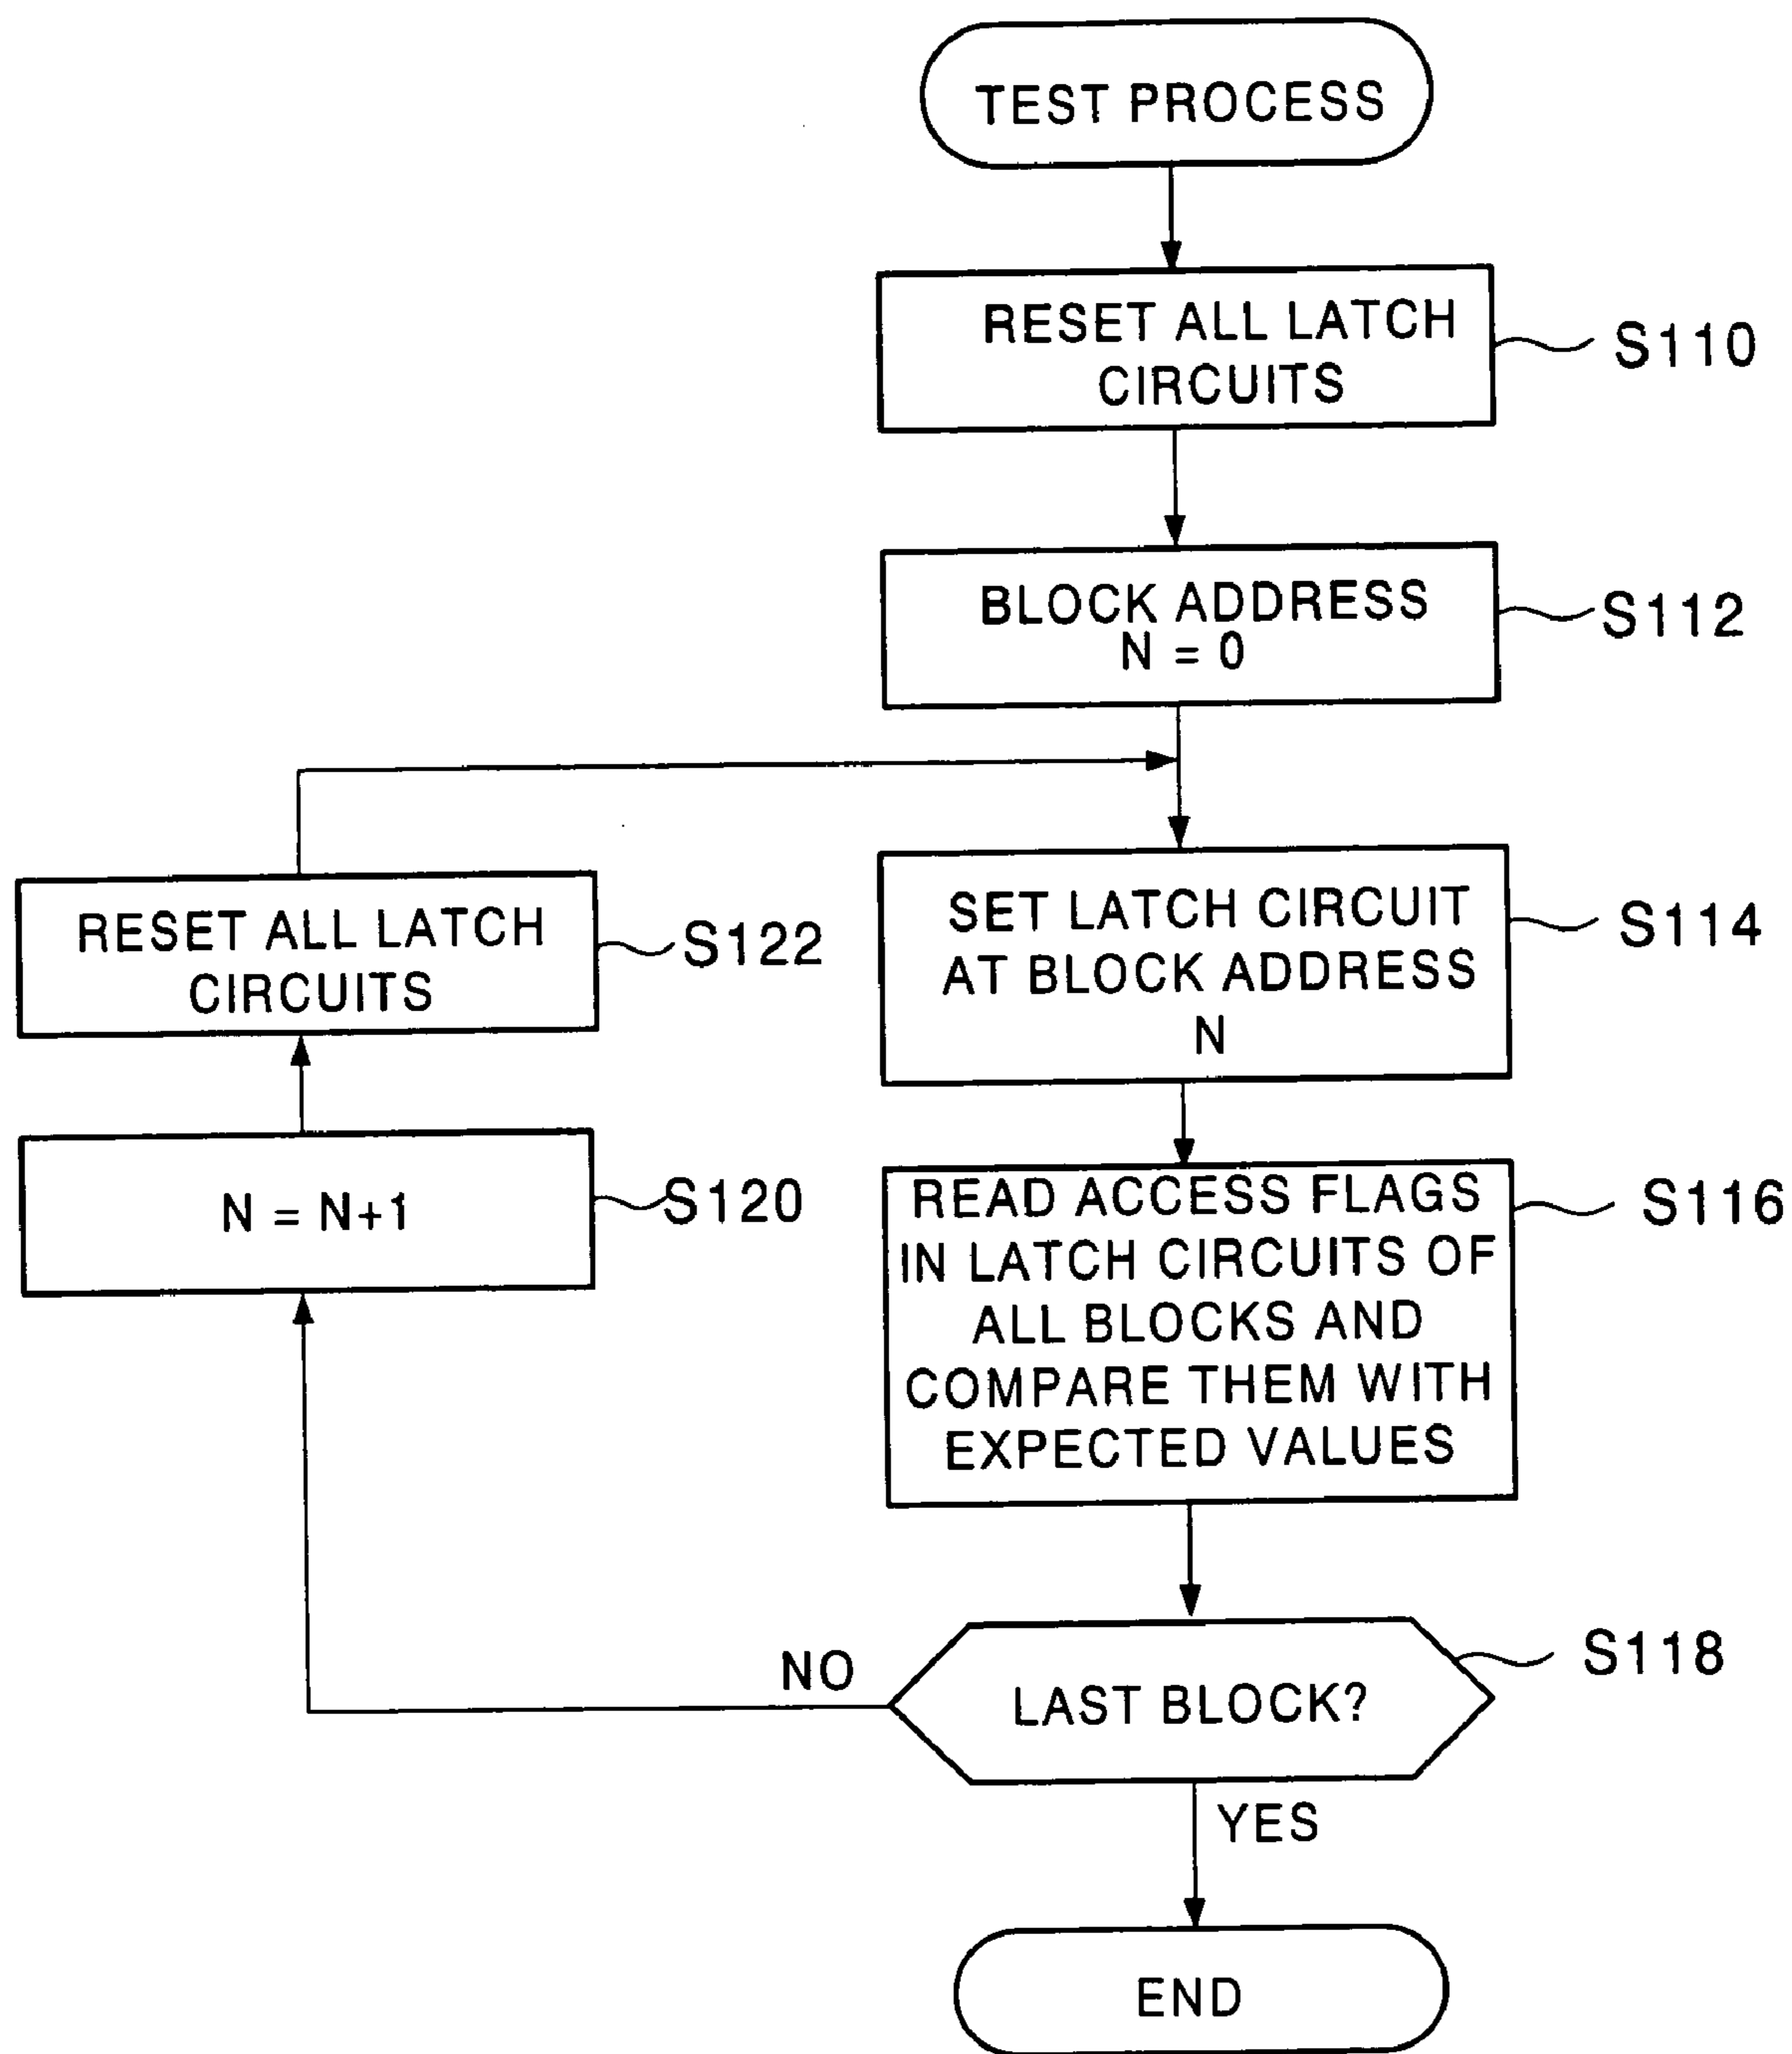 TEST PROCESS
RESET ALL LATCH
CIRCUITS
S110
BLOCK ADDRESS
N = 0
S112
SET LATCH CIRCUIT
AT BLOCK ADDRESS
N
S114
RESET ALL LATCH
CIRCUITS
S122
N = N+1
S120
READ ACCESS FLAGS
IN LATCH CIRCUITS OF
ALL BLOCKS AND
COMPARE THEM WITH
EXPECTED VALUES
S116
LAST BLOCK?
S118
NO
YES
END